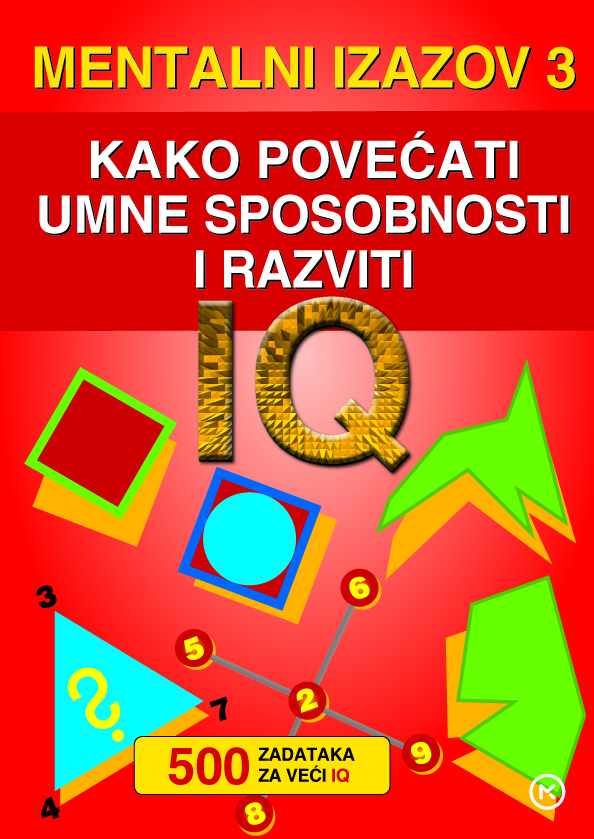 MENTALNI IZAZOV 3
KAKO POVEĆATI
UMNE SPOSOBNOSTI
I RAZVITI
IQ
6
3
5
2
7
9
500 ZADATAKA
ZA VEĆI IQ
4
8
?